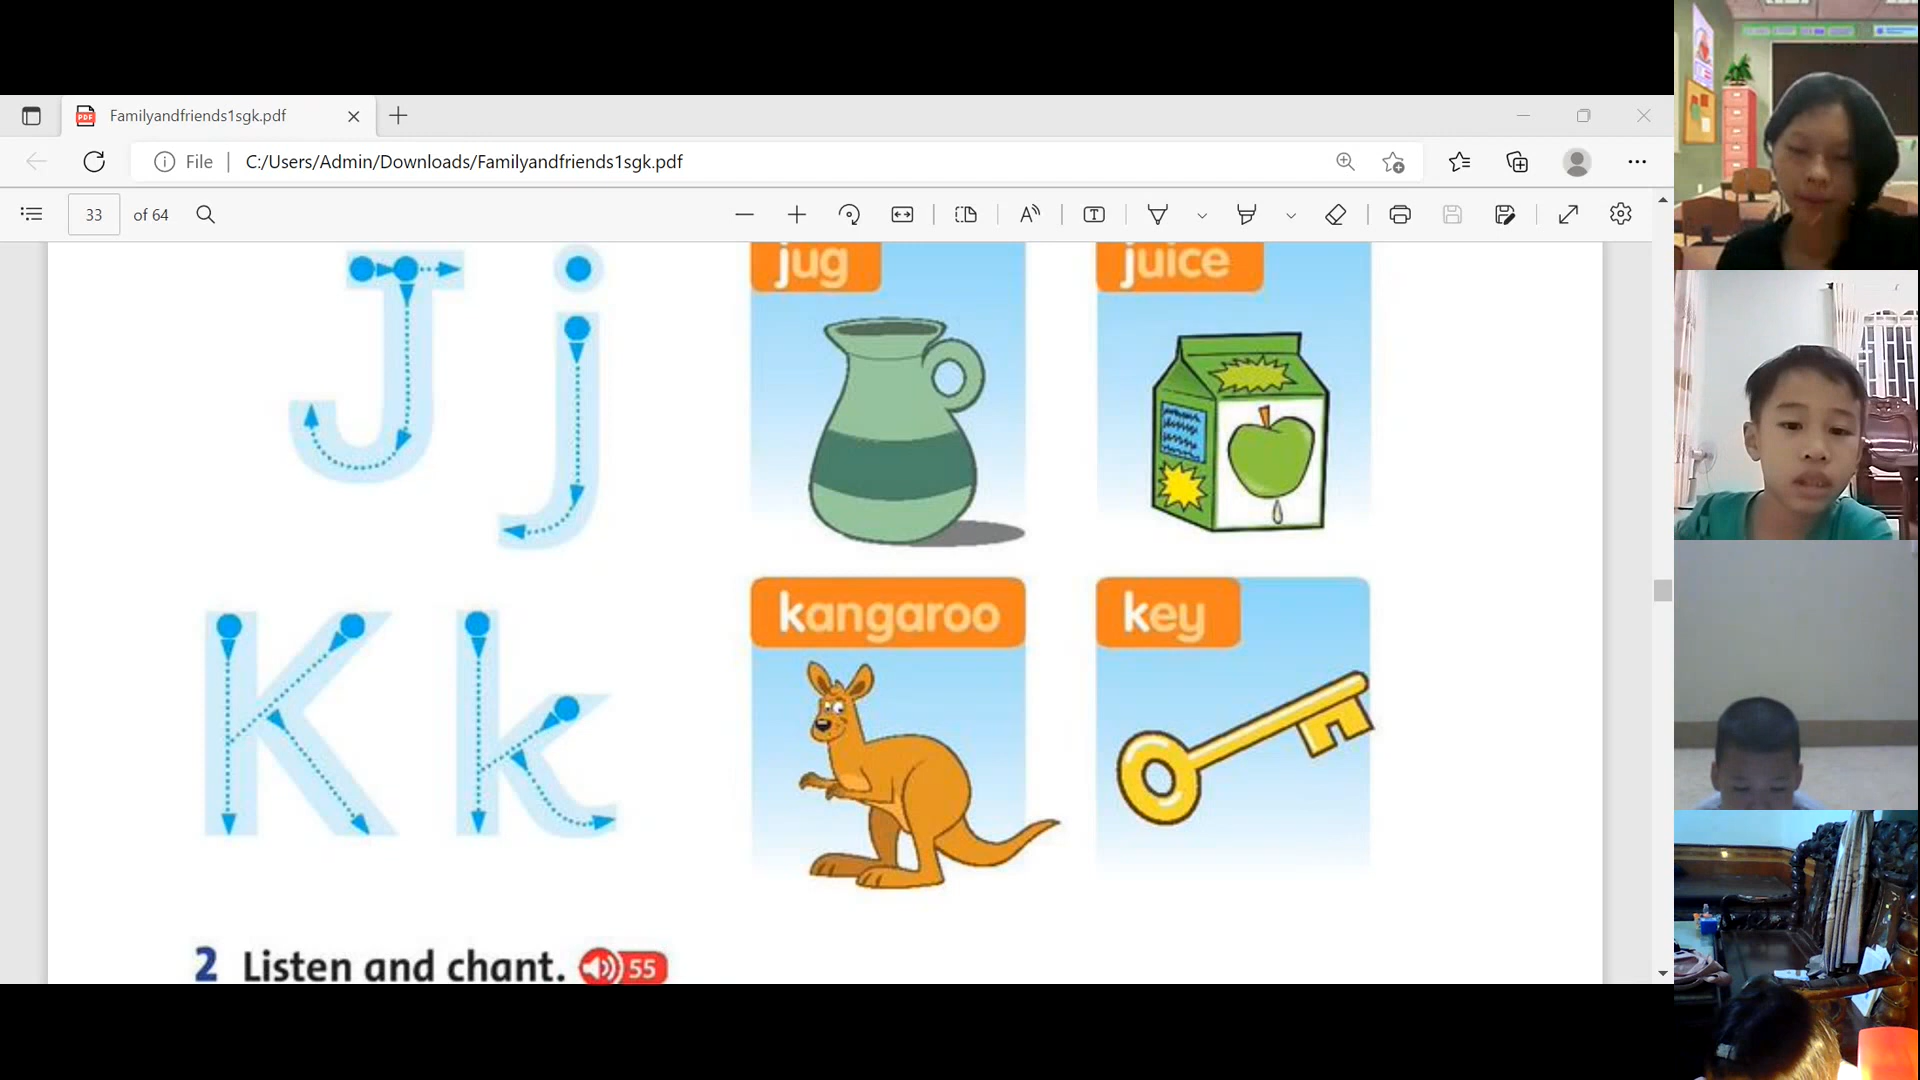 Familyandfriends1sgk.pdf
File | C:/Users/Admin/Downloads/Familyandfriends1sgk.pdf
33 of 64
J j
jug
juice
K k
kangaroo
key
2 Listen and chant. 55